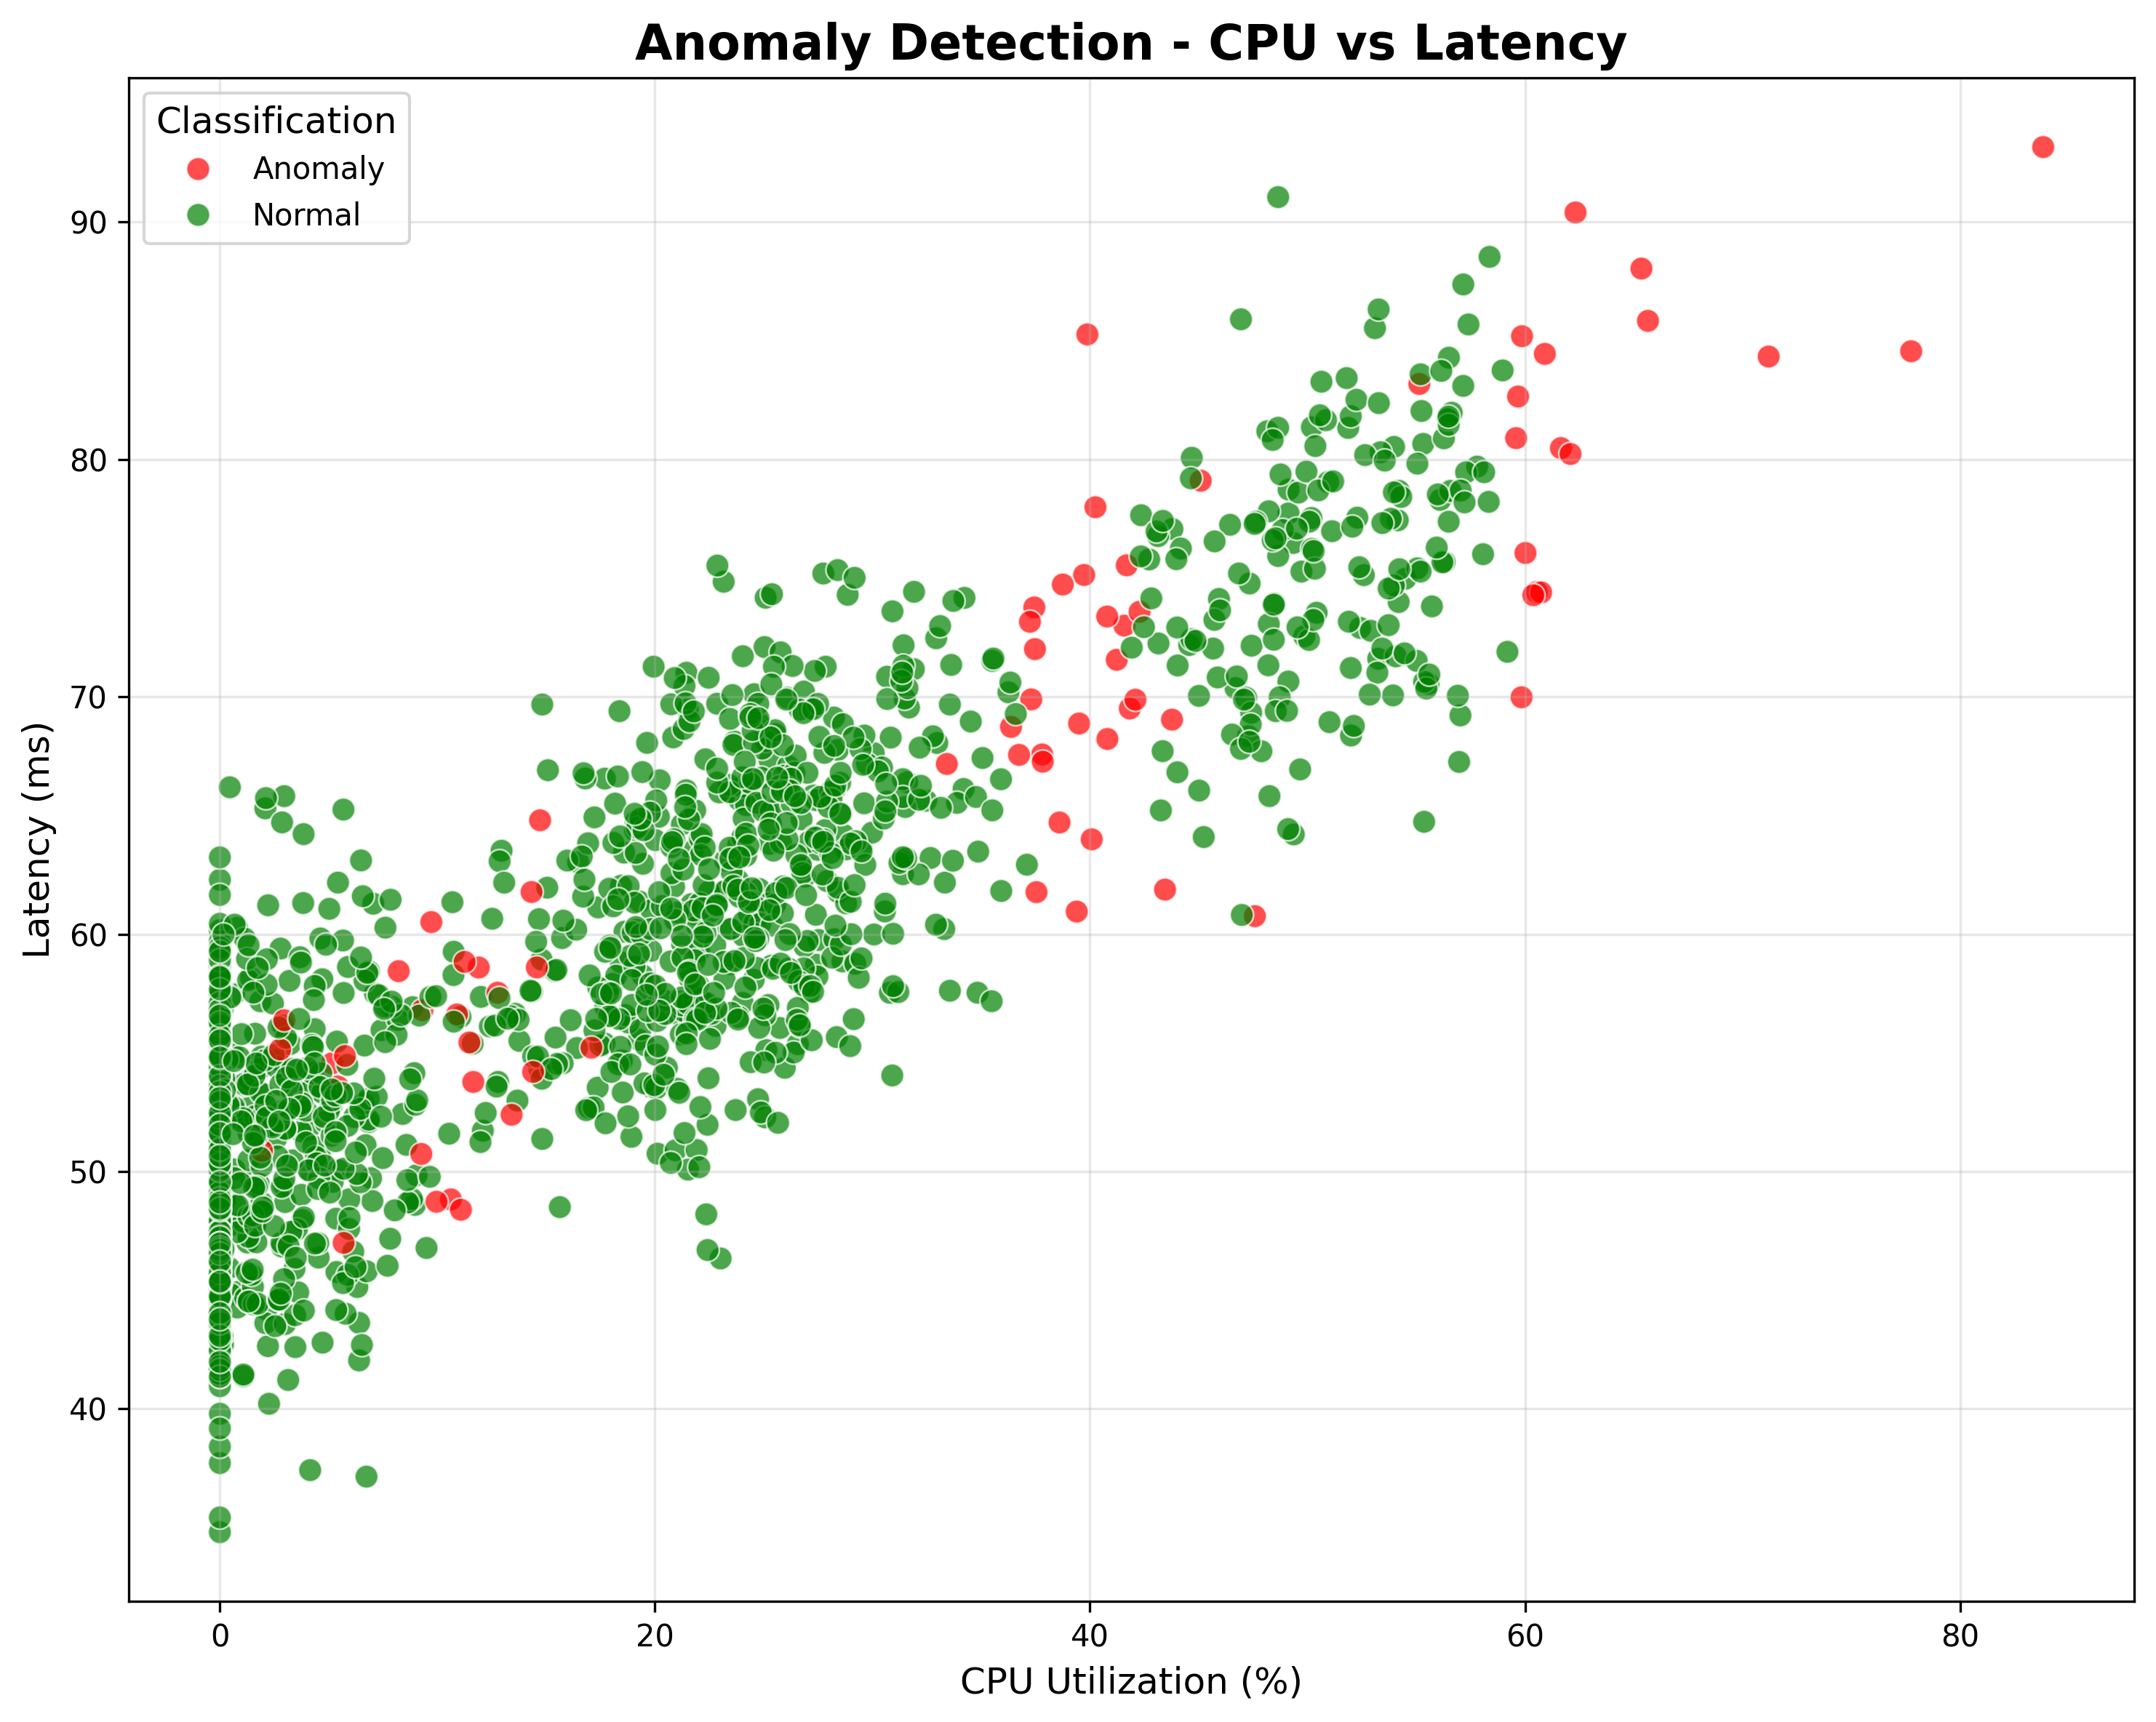 Anomaly Detection - CPU vs Latency
Classification
Anomaly
Normal
90
80
70
60
50
40
Latency (ms)
0 20 40 60 80
CPU Utilization (%)